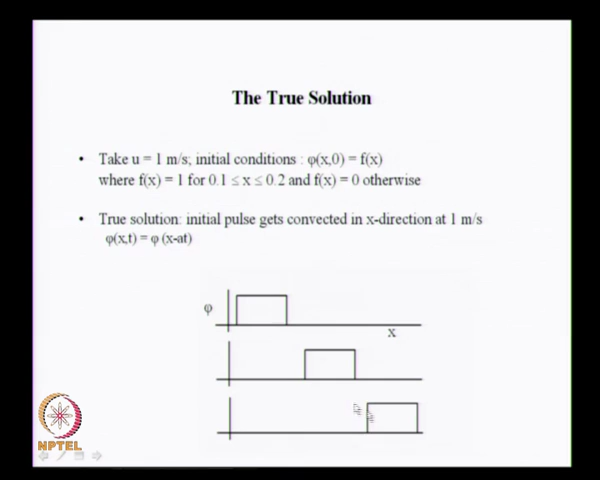 The True Solution
• Take u = 1 m/s; initial conditions : φ(x,0) = f(x)
where f(x) = 1 for 0.1 ≤ x ≤ 0.2 and f(x) = 0 otherwise
• True solution: initial pulse gets convected in x-direction at 1 m/s
φ(x,t) = φ (x-at)
φ
x
NPTEL